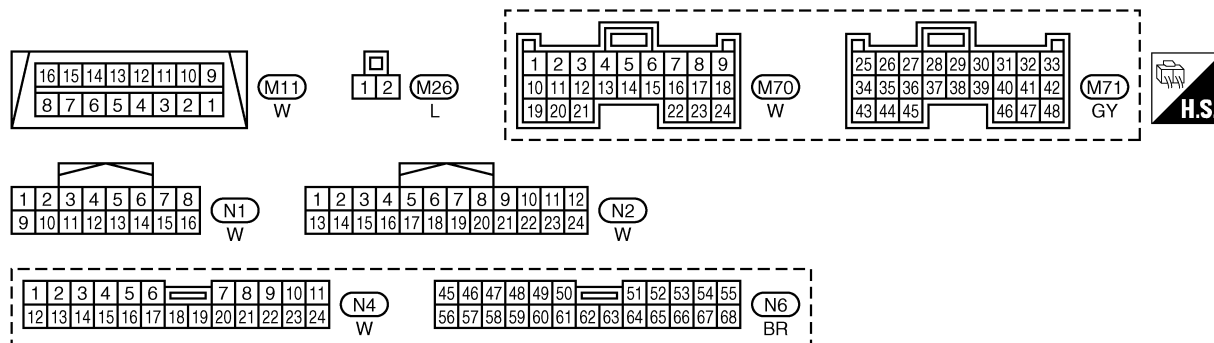 16 15 14 13 12 11 10 9
8 7 6 5 4 3 2 1
M11
W
1 2
M26
L
1 2 3 4 5 6 7 8 9
10 11 12 13 14 15 16 17 18
19 20 21 22 23 24
M70
W
25 26 27 28 29 30 31 32 33
34 35 36 37 38 39 40 41 42
43 44 45 46 47 48
M71
GY
H.S.
1 2 3 4 5 6 7 8
9 10 11 12 13 14 15 16
N1
W
1 2 3 4 5 6 7 8 9 10 11 12
13 14 15 16 17 18 19 20 21 22 23 24
N2
W
1 2 3 4 5 6 7 8 9 10 11
12 13 14 15 16 17 18 19 20 21 22 23 24
N4
W
45 46 47 48 49 50 51 52 53 54 55
56 57 58 59 60 61 62 63 64 65 66 67 68
N6
BR